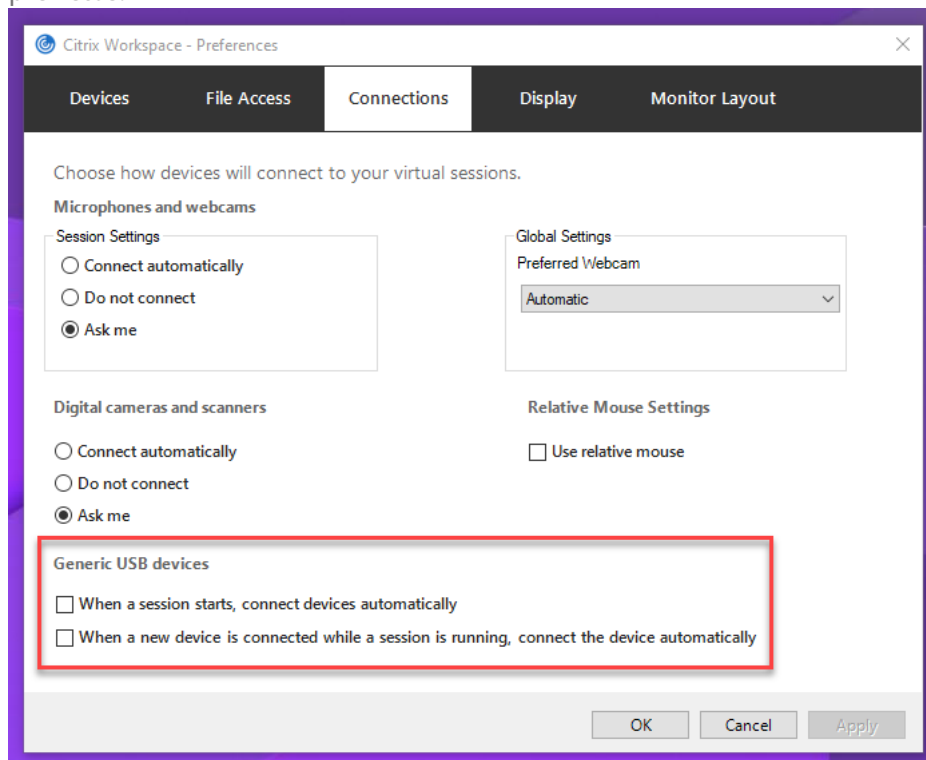 Citrix Workspace - Preferences
Devices File Access Connections Display Monitor Layout
Choose how devices will connect to your virtual sessions.
Microphones and webcams
Session Settings
Connect automatically
Do not connect
Ask me
Global Settings
Preferred Webcam
Automatic
Digital cameras and scanners
Connect automatically
Do not connect
Ask me
Relative Mouse Settings
Use relative mouse
Generic USB devices
When a session starts, connect devices automatically
When a new device is connected while a session is running, connect the device automatically
OK Cancel Apply